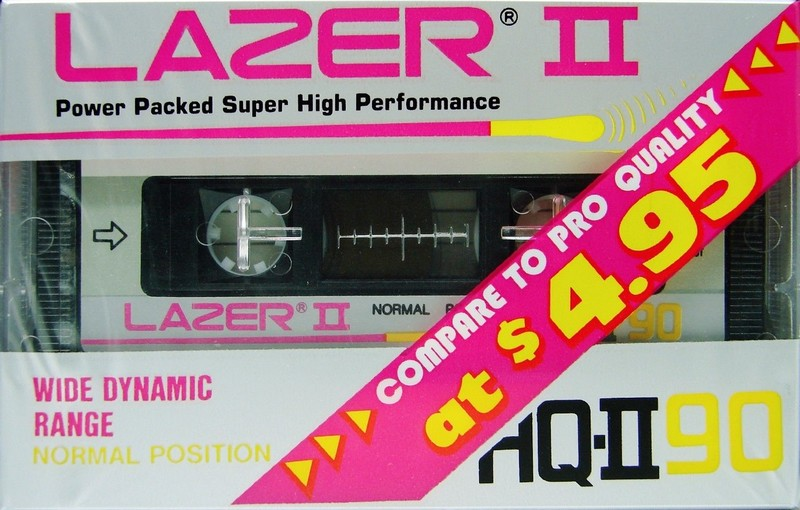 LAZER® II
Power Packed Super High Performance
COMPARE TO PRO QUALITY
at $4.95
LAZER® II
NORMAL
90
WIDE DYNAMIC
RANGE
NORMAL POSITION
HQ-II 90